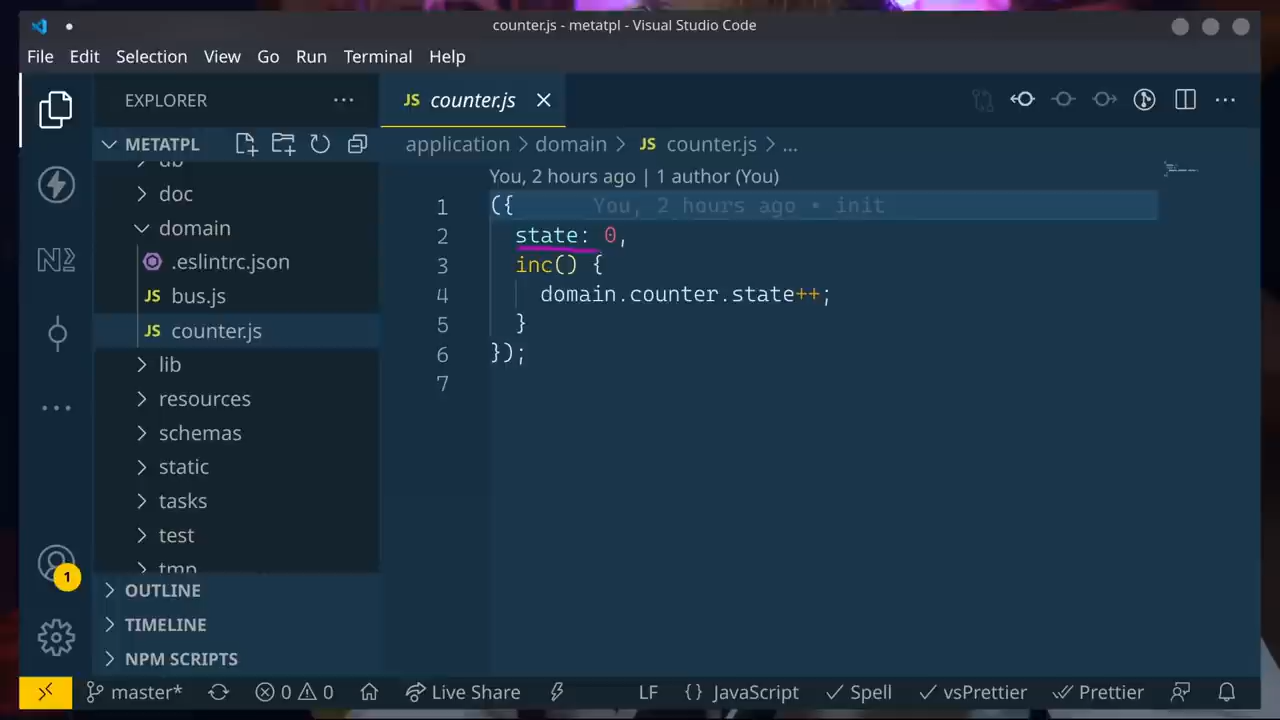 counter.js - metatpl - Visual Studio Code
File Edit Selection View Go Run Terminal Help
EXPLORER
METATPL
doc
domain
.eslintrc.json
bus.js
counter.js
lib
resources
schemas
static
tasks
test
tmp
OUTLINE
TIMELINE
NPM SCRIPTS
JS counter.js
application > domain > JS counter.js > ...
You, 2 hours ago | 1 author (You)
1 ({ You, 2 hours ago • init
2 state: 0,
3 inc() {
4 domain.counter.state++;
5 }
6 });
7
1
master* 0 0 Live Share LF {} JavaScript Spell vsPrettier Prettier